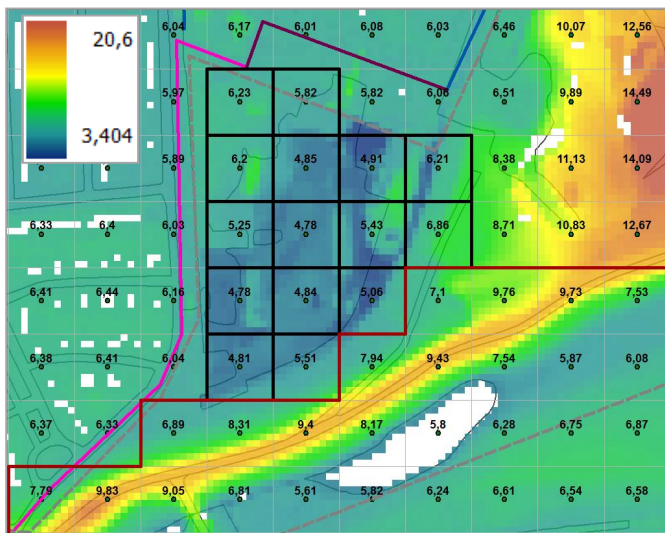 6,04 6,17 6,01 6,08 6,03 6,46 10,07 12,56
20,6
3,404
5,97 6,23 5,82 5,82 6,06 6,51 9,89 14,49
5,89 6,2 4,85 4,91 6,21 8,38 11,13 14,09
6,33 6,4 6,03 5,25 4,78 5,43 6,86 8,71 10,83 12,67
6,41 6,44 6,16 4,78 4,84 5,06 7,1 9,76 9,73 7,53
6,38 6,41 6,04 4,81 5,51 7,94 9,43 7,54 5,87 6,08
6,37 6,33 6,89 8,31 9,4 8,17 5,8 6,28 6,75 6,87
7,79 9,83 9,05 6,81 5,61 5,82 6,24 6,61 6,54 6,58